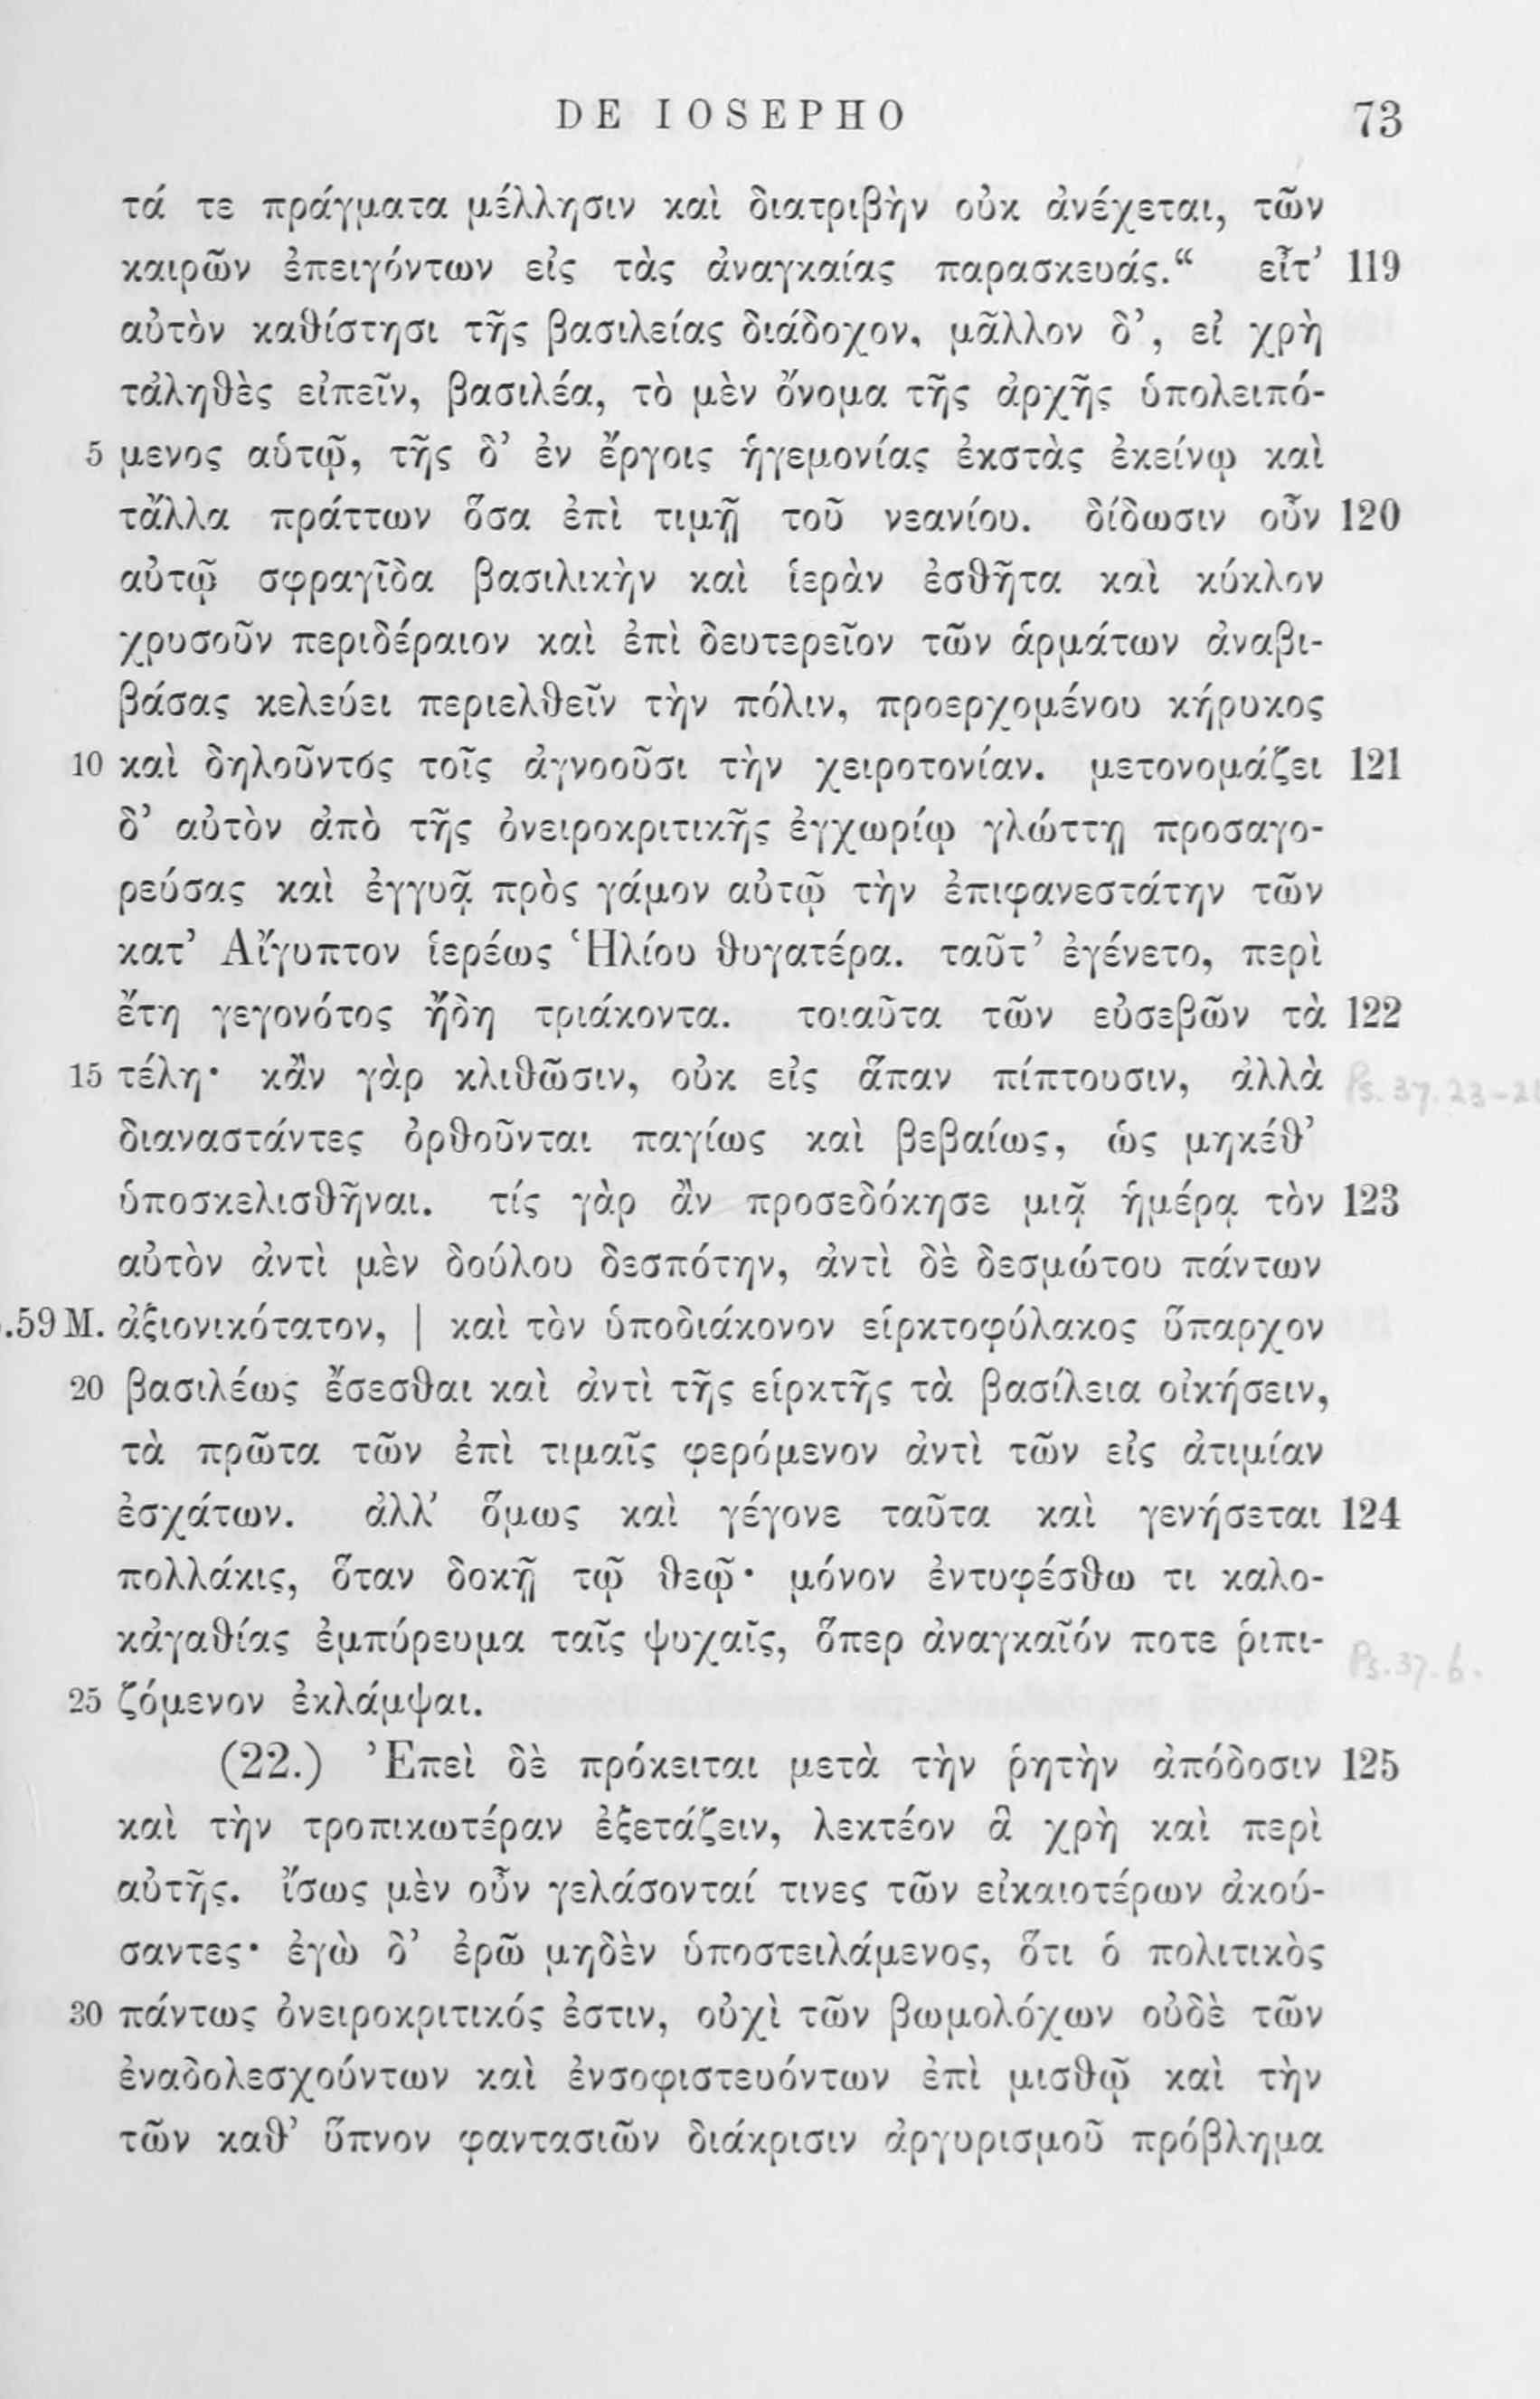 DE IOSEPHO 73
τά τε πράγματα μέλλησιν καὶ διατριβὴν οὐκ ἀνέχεται, τῶν
καιρῶν ἐπειγόντων εἰς τὰς ἀναγκαίας παρασκευάς.“ εἶτ’ 119
αὐτὸν καθίστησι τῆς βασιλείας διάδοχον, μᾶλλον δ’, εἰ χρὴ
τἀληθὲς εἰπεῖν, βασιλέα, τὸ μὲν ὄνομα τῆς ἀρχῆς ὑπολειπό-
5 μενος αὑτῷ, τῆς δ’ ἐν ἔργοις ἡγεμονίας ἐκστὰς ἐκείνῳ καὶ
τἄλλα πράττων ὅσα ἐπὶ τιμῇ τοῦ νεανίου. δίδωσιν οὖν 120
αὐτῷ σφραγῖδα βασιλικὴν καὶ ἱερὰν ἐσθῆτα καὶ κύκλον
χρυσοῦν περιδέραιον καὶ ἐπὶ δευτερεῖον τῶν ἁρμάτων ἀναβι-
βάσας κελεύει περιελθεῖν τὴν πόλιν, προερχομένου κήρυκος
10 καὶ δηλοῦντος τοῖς ἀγνοοῦσι τὴν χειροτονίαν. μετονομάζει 121
δ’ αὐτὸν ἀπὸ τῆς ὀνειροκριτικῆς ἐγχωρίῳ γλώττῃ προσαγο-
ρεύσας καὶ ἐγγυᾷ πρὸς γάμον αὐτῷ τὴν ἐπιφανεστάτην τῶν
κατ’ Αἴγυπτον ἱερέως Ἡλίου θυγατέρα. ταῦτ’ ἐγένετο, περὶ
ἔτη γεγονότος ἤδη τριάκοντα. τοιαῦτα τῶν εὐσεβῶν τὰ 122
15 τέλη· κἂν γὰρ κλιθῶσιν, οὐκ εἰς ἅπαν πίπτουσιν, ἀλλὰ Ps. 37. 23-
διαναστάντες ὀρθοῦνται παγίως καὶ βεβαίως, ὡς μηκέθ’
ὑποσκελισθῆναι. τίς γὰρ ἂν προσεδόκησε μιᾷ ἡμέρᾳ τὸν 123
αὐτὸν ἀντὶ μὲν δούλου δεσπότην, ἀντὶ δὲ δεσμώτου πάντων
.59 M. ἀξιονικότατον, | καὶ τὸν ὑποδιάκονον εἱρκτοφύλακος ὕπαρχον
20 βασιλέως ἔσεσθαι καὶ ἀντὶ τῆς εἱρκτῆς τὰ βασίλεια οἰκήσειν,
τὰ πρῶτα τῶν ἐπὶ τιμαῖς φερόμενον ἀντὶ τῶν εἰς ἀτιμίαν
ἐσχάτων. ἀλλ’ ὅμως καὶ γέγονε ταῦτα καὶ γενήσεται 124
πολλάκις, ὅταν δοκῇ τῷ θεῷ· μόνον ἐντυφέσθω τι καλο-
κἀγαθίας ἐμπύρευμα ταῖς ψυχαῖς, ὅπερ ἀναγκαῖόν ποτε ῥιπι- Ps. 37. 6.
25 ζόμενον ἐκλάμψαι.
(22.) Ἐπεὶ δὲ πρόκειται μετὰ τὴν ῥητὴν ἀπόδοσιν 125
καὶ τὴν τροπικωτέραν ἐξετάζειν, λεκτέον ἃ χρὴ καὶ περὶ
αὐτῆς. ἴσως μὲν οὖν γελάσονταί τινες τῶν εἰκαιοτέρων ἀκού-
σαντες· ἐγὼ δ’ ἐρῶ μηδὲν ὑποστειλάμενος, ὅτι ὁ πολιτικὸς
30 πάντως ὀνειροκριτικός ἐστιν, οὐχὶ τῶν βωμολόχων οὐδὲ τῶν
ἐναδολεσχούντων καὶ ἐνσοφιστευόντων ἐπὶ μισθῷ καὶ τὴν
τῶν καθ’ ὕπνον φαντασιῶν διάκρισιν ἀργυρισμοῦ πρόβλημα